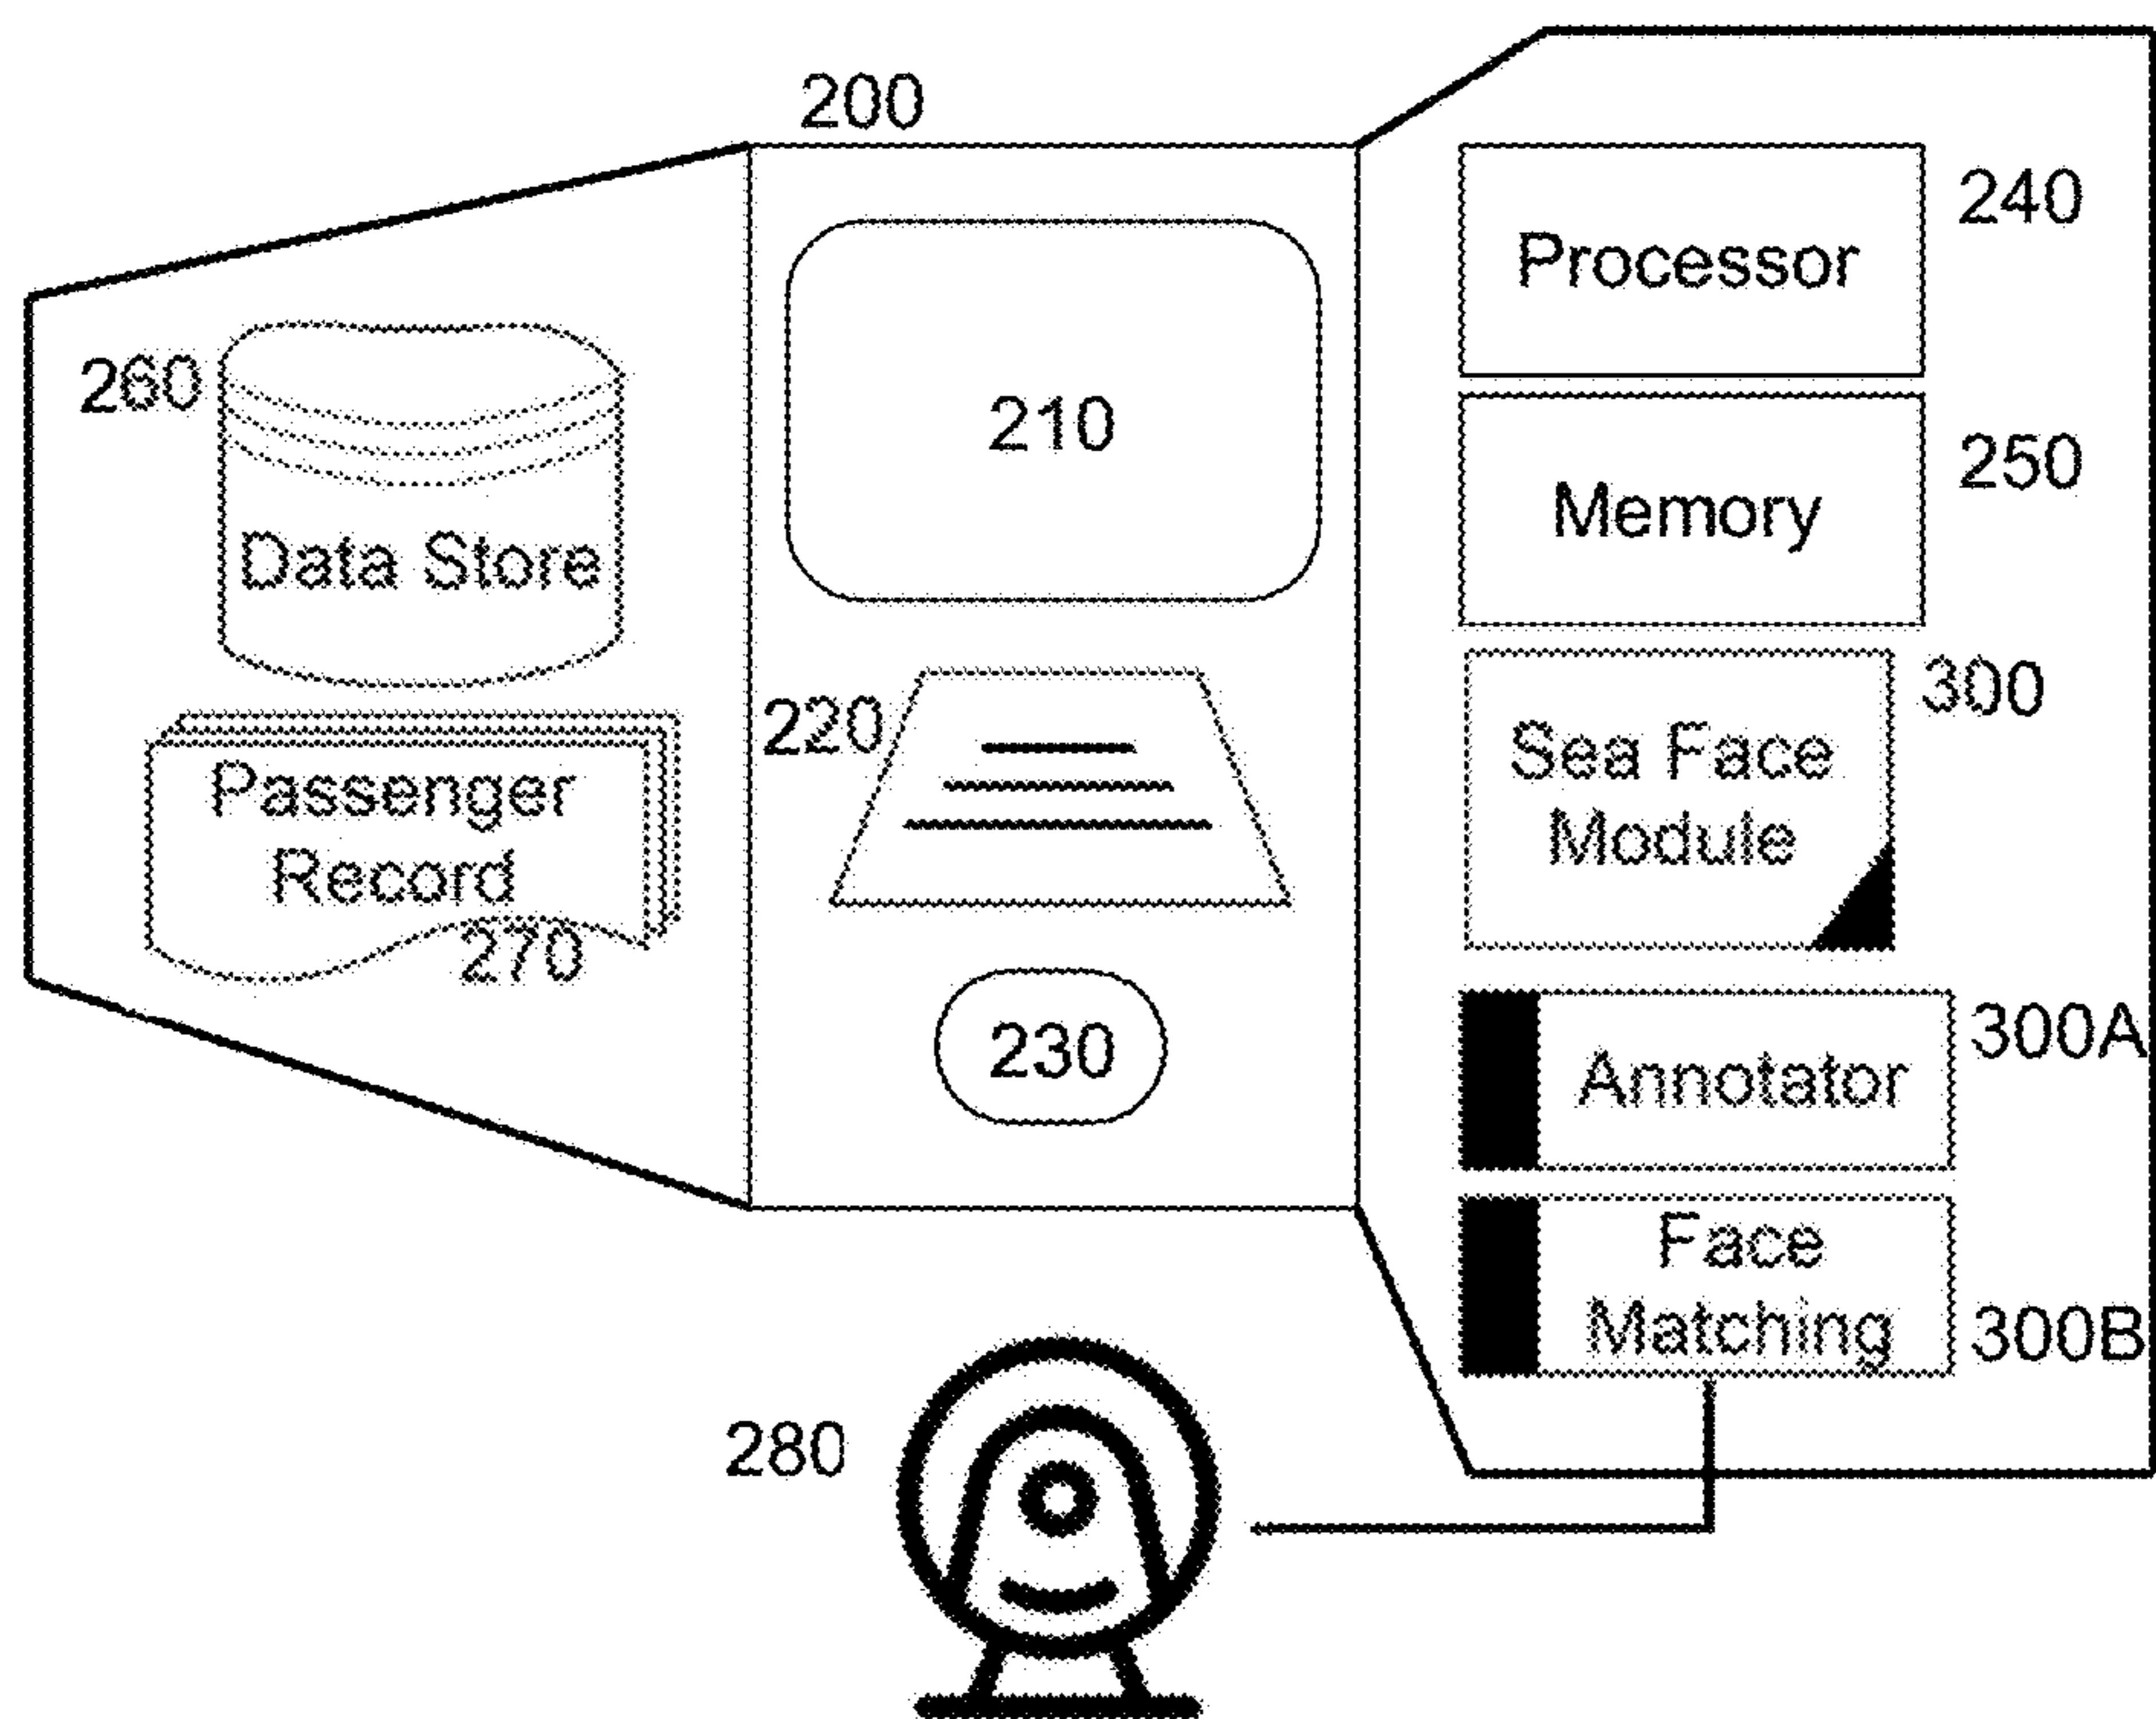 200
260
Data Store
Passenger
Record
270
210
220
230
Processor
240
Memory
250
Sea Face
Module
300
Annotator
300A
Face
Matching
300B
280